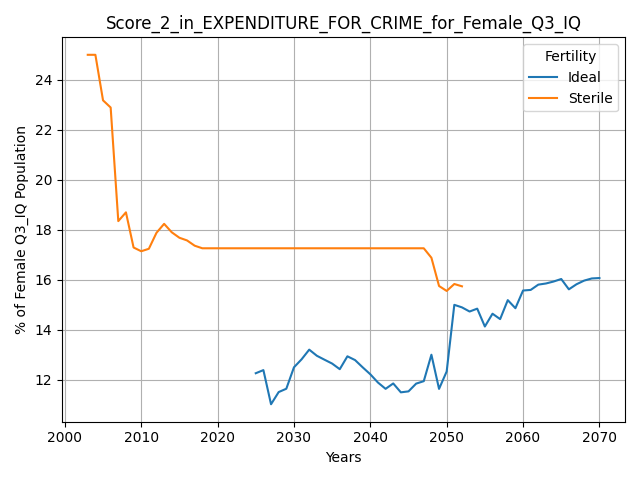 Score_2_in_EXPENDITURE_FOR_CRIME_for_Female_Q3_IQ
Fertility
Ideal
Sterile
% of Female Q3_IQ Population
24
22
20
18
16
14
12
2000 2010 2020 2030 2040 2050 2060 2070
Years